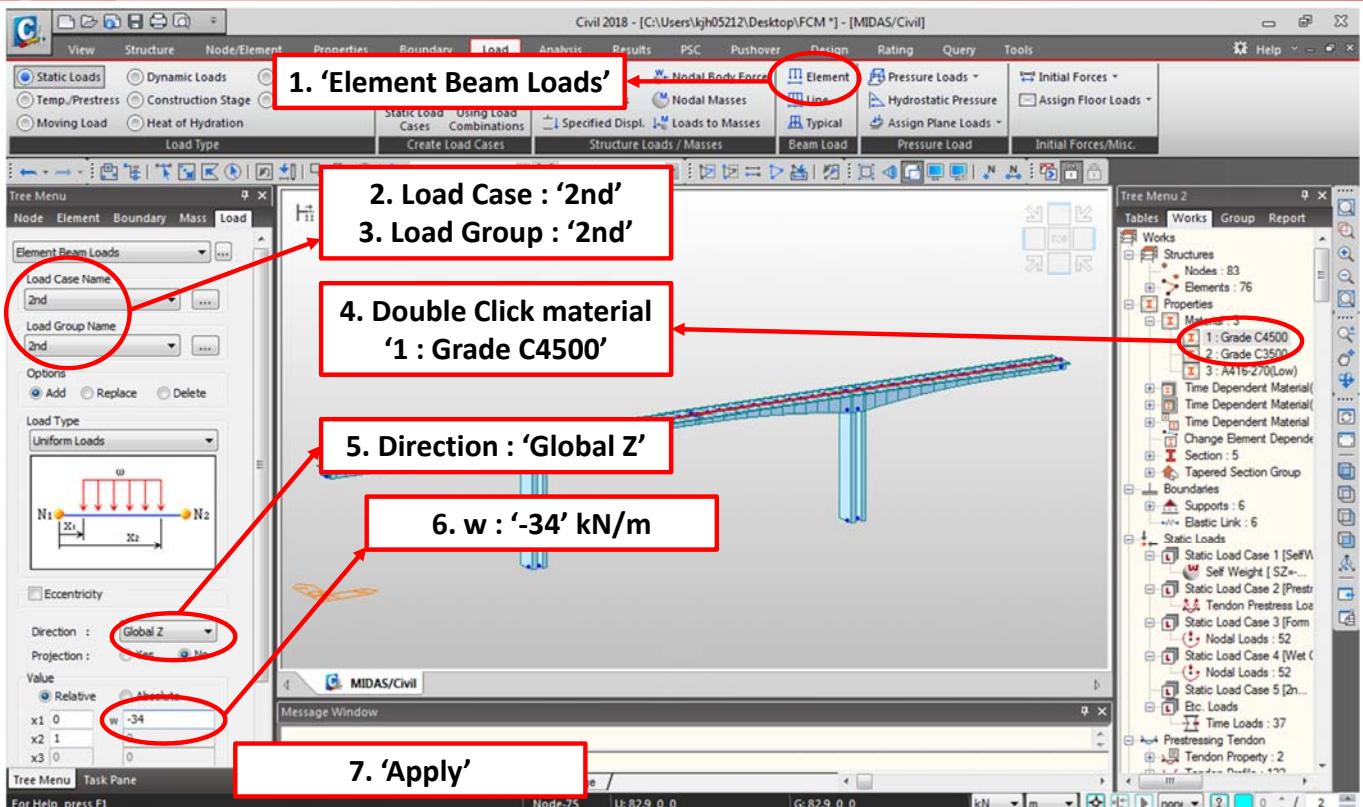 Civil 2018 - [C:\Users\kjh05212\Desktop\FCM *] - [MIDAS/Civil]
View Structure Node/Element Properties Boundary Load Analysis Results PSC Pushover Design Rating Query Tools Help
1. 'Element Beam Loads'
Static Loads Dynamic Loads Nodal Body Force Element Pressure Loads Initial Forces
Temp./Prestress Construction Stage Nodal Masses Line Hydrostatic Pressure Assign Floor Loads
Moving Load Heat of Hydration Static Load Using Load Specified Displ. Loads to Masses Typical Assign Plane Loads
Cases Combinations
Load Type Create Load Cases Structure Loads / Masses Beam Load Pressure Load Initial Forces/Misc.
Tree Menu
Node Element Boundary Mass Load
Element Beam Loads
Load Case Name
2nd
Load Group Name
2nd
Options
Add Replace Delete
Load Type
Uniform Loads
ω
N1 N2
X1
X2
Eccentricity
Direction : Global Z
Projection : Yes No
Value
Relative Absolute
x1 0 w -34
x2 1 0
x3 0 0
Tree Menu Task Pane
2. Load Case : '2nd'
3. Load Group : '2nd'
4. Double Click material
'1 : Grade C4500'
5. Direction : 'Global Z'
6. w : '-34' kN/m
7. 'Apply'
TOP
MIDAS/Civil
Message Window
Tree Menu 2
Tables Works Group Report
Works
Structures
Nodes : 83
Elements : 76
Properties
Material : 3
1 : Grade C4500
2 : Grade C3500
3 : A416-270(Low)
Time Dependent Material(
Time Dependent Material(
Time Dependent Material
Change Element Depende
Section : 5
Tapered Section Group
Boundaries
Supports : 6
Elastic Link : 6
Static Loads
Static Load Case 1 [SelfW
Self Weight [ SZ=-...
Static Load Case 2 [Prestr
Tendon Prestress Loa
Static Load Case 3 [Form
Nodal Loads : 52
Static Load Case 4 [Wet C
Nodal Loads : 52
Static Load Case 5 [2n...
Etc. Loads
Time Loads : 37
Prestressing Tendon
Tendon Property : 2
For Help, press F1 Node-75 U: 82.9, 0, 0 G: 82.9, 0, 0 kN m none 2 0 / 2